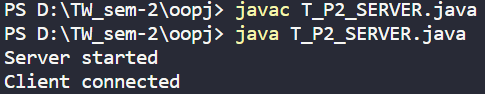 PS D:\TW_sem-2\oopj> javac T_P2_SERVER.java
PS D:\TW_sem-2\oopj> java T_P2_SERVER.java
Server started
Client connected